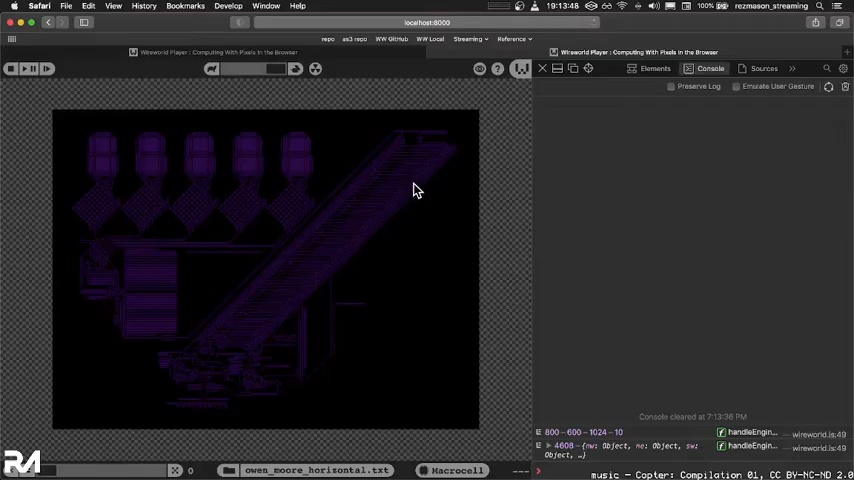 Safari File Edit View History Bookmarks Develop Window Help 100% 19:13:48 rezmason_streaming
localhost:8000
repo as3 repo WW GitHub WW Local Streaming Reference
Wireworld Player : Computing With Pixels in the Browser Wireworld Player : Computing With Pixels in the Browser
Elements Console Sources
Preserve Log Emulate User Gesture
Console cleared at 7:13:36 PM
800 – 600 – 1024 – 10 handleEngin... wireworld.js:49
4608 – {nw: Object, ne: Object, sw: Object, …} handleEngin... wireworld.js:49
0 owen_moore_horizontal.txt Macrocell ---
music - Copter: Compilation 01, CC BY-NC-ND 2.0